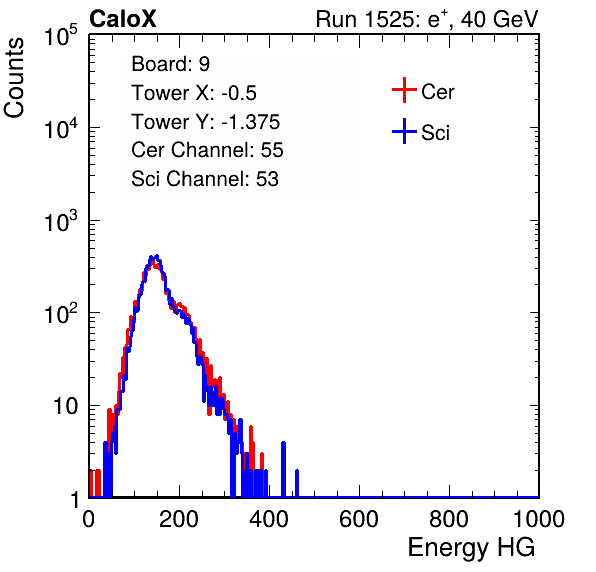 CaloX Run 1525: e⁺, 40 GeV
Counts
10⁵
10⁴
10³
10²
10
1
Board: 9
Tower X: -0.5
Tower Y: -1.375
Cer Channel: 55
Sci Channel: 53
Cer
Sci
0 200 400 600 800 1000
Energy HG